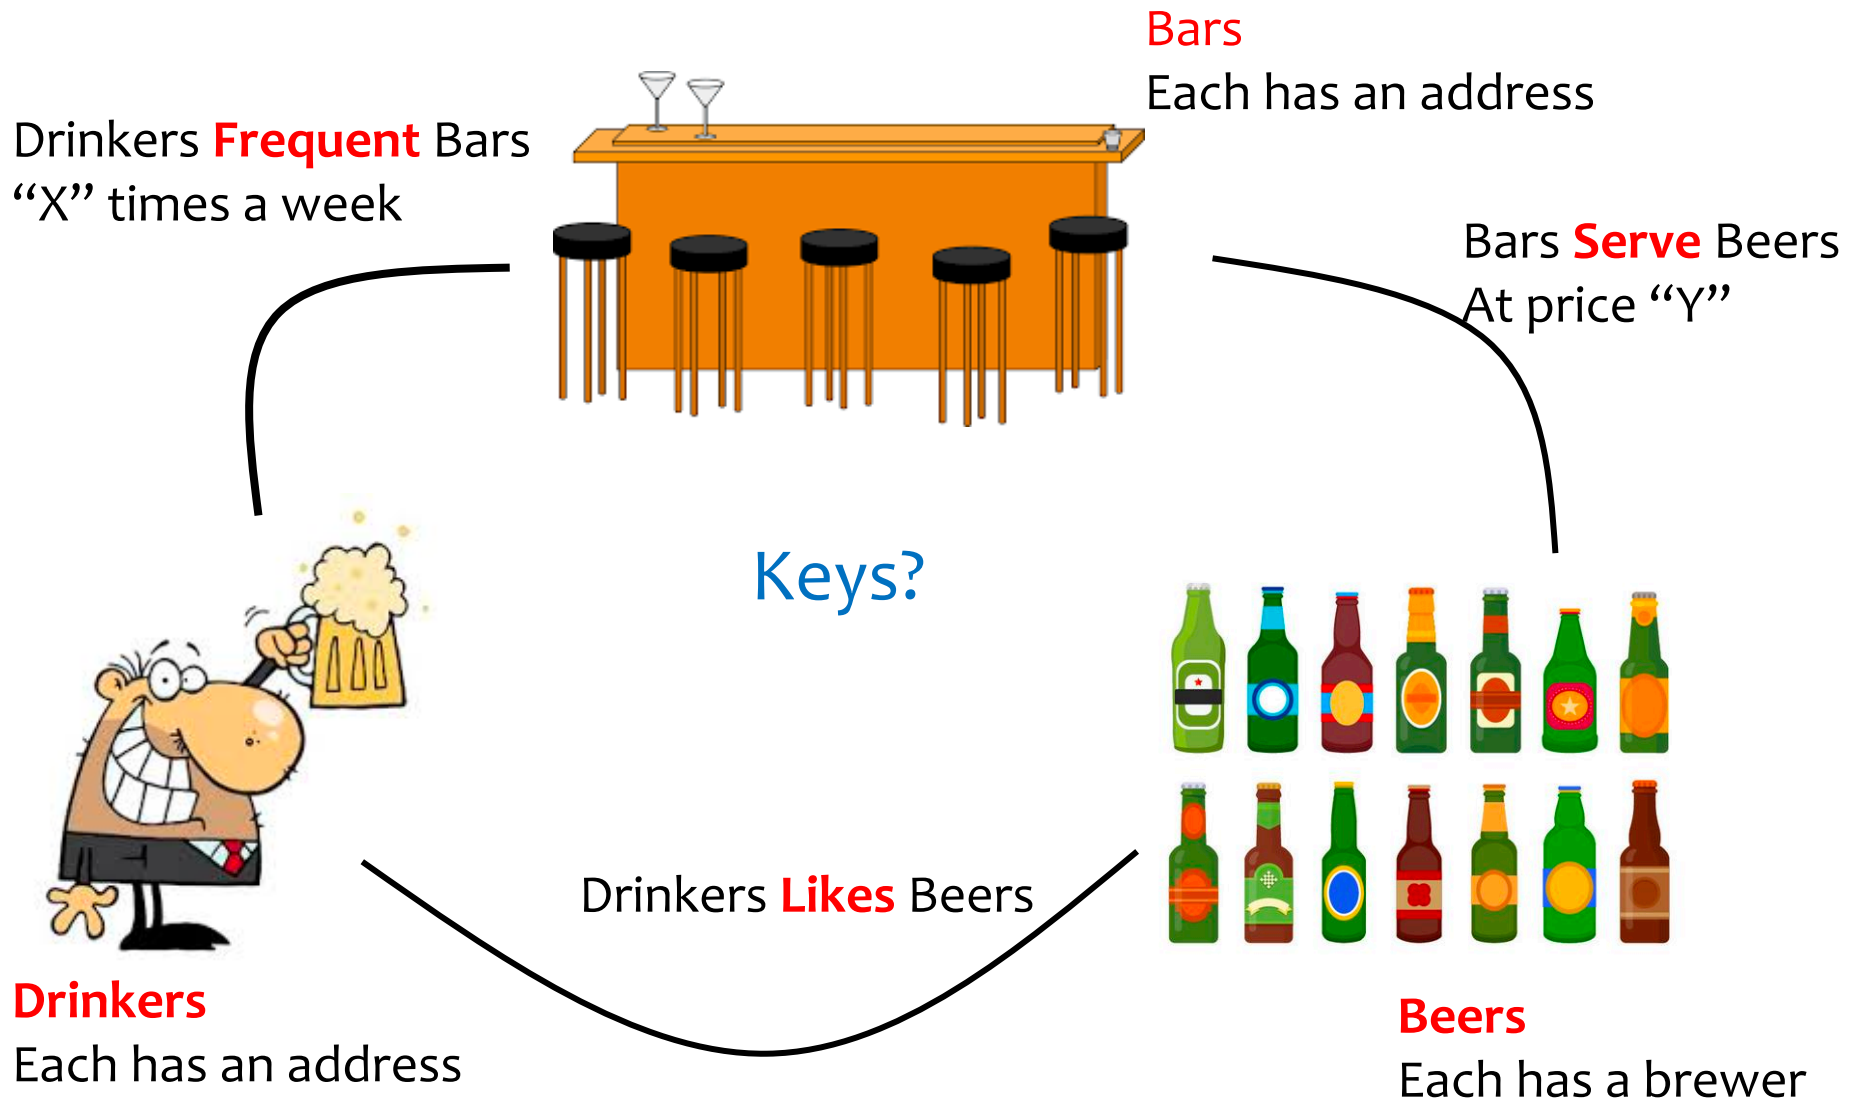 Bars
Each has an address
Drinkers Frequent Bars
“X” times a week
Bars Serve Beers
At price “Y”
Keys?
Drinkers Likes Beers
Drinkers
Each has an address
Beers
Each has a brewer